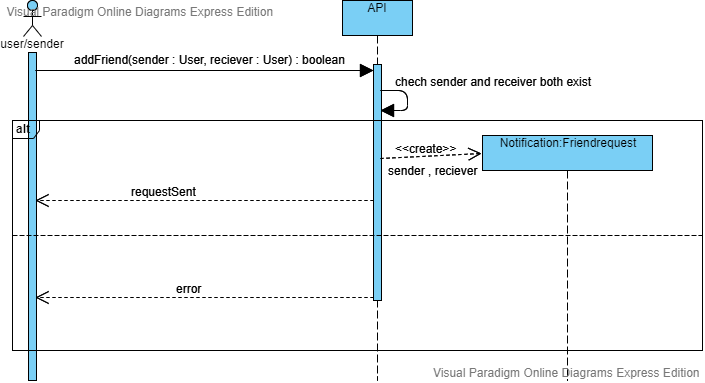 Visual Paradigm Online Diagrams Express Edition
API
user/sender
addFriend(sender : User, reciever : User) : boolean
chech sender and receiver both exist
alt
<<create>>
Notification:Friendrequest
sender , reciever
requestSent
error
Visual Paradigm Online Diagrams Express Edition